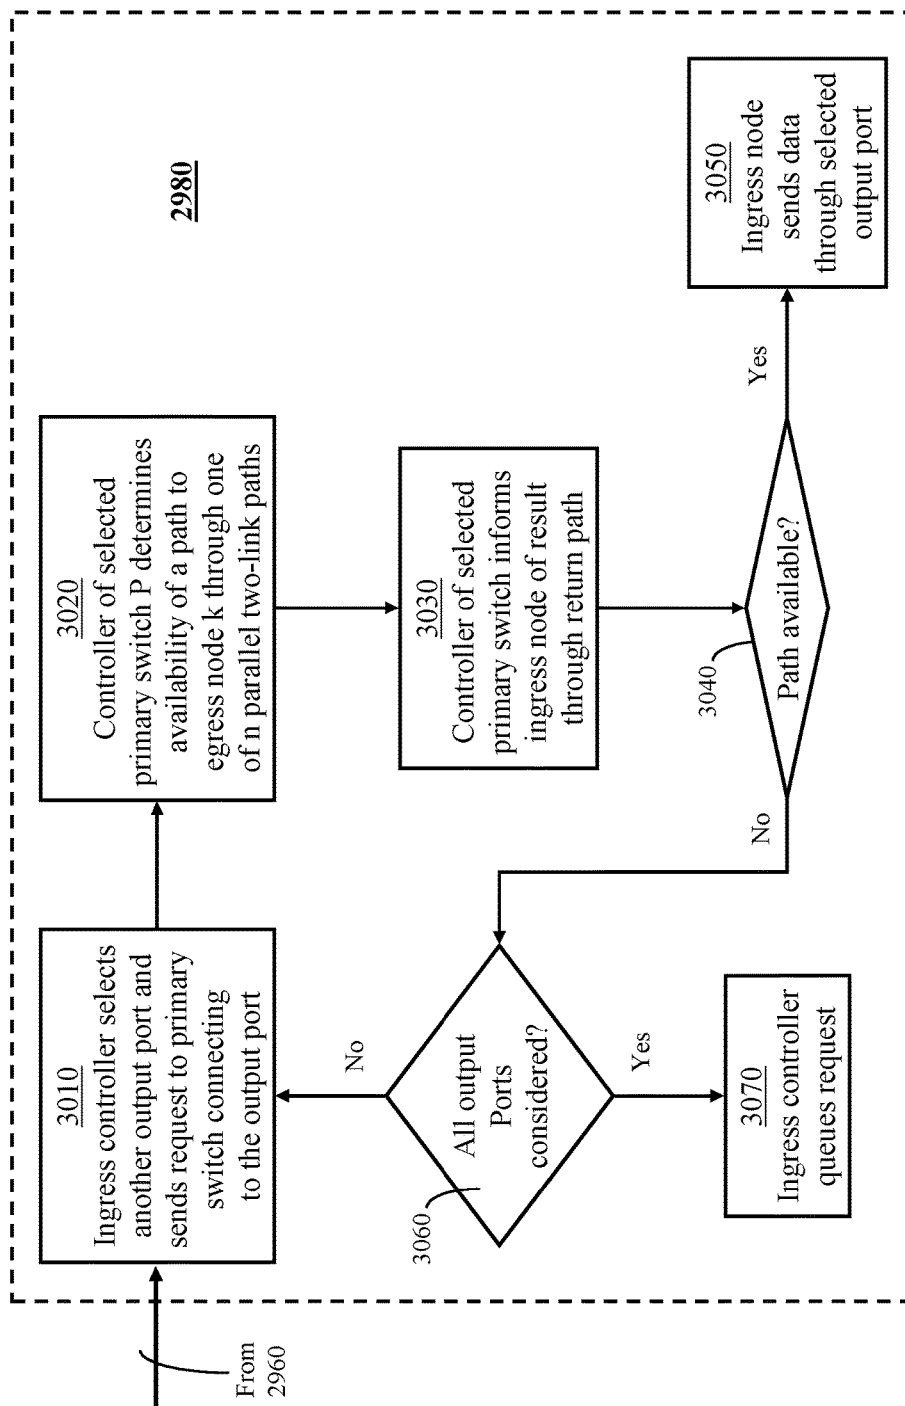 2980
From
2960
3010
Ingress controller selects
another output port and
sends request to primary
switch connecting
to the output port
3020
Controller of selected
primary switch P determines
availability of a path to
egress node k through one
of n parallel two-link paths
3030
Controller of selected
primary switch informs
ingress node of result
through return path
3040
Path available?
Yes
No
3050
Ingress node
sends data
through selected
output port
3060
All output
Ports
considered?
No
Yes
3070
Ingress controller
queues request